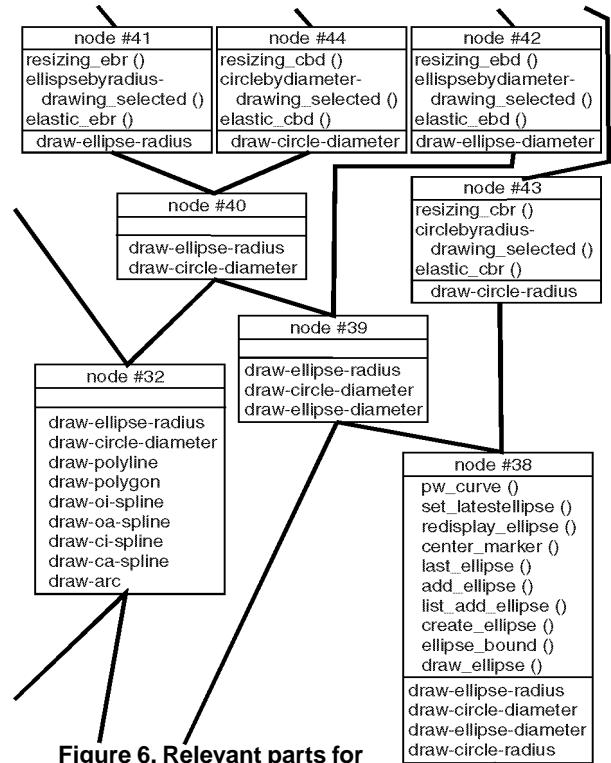 node #41
resizing_ebr ()
ellispsebyradius-
drawing_selected ()
elastic_ebr ()
draw-ellipse-radius
node #44
resizing_cbd ()
circlebydiameter-
drawing_selected ()
elastic_cbd ()
draw-circle-diameter
node #42
resizing_ebd ()
ellispsebydiameter-
drawing_selected ()
elastic_ebd ()
draw-ellipse-diameter
node #40
draw-ellipse-radius
draw-circle-diameter
node #43
resizing_cbr ()
circlebyradius-
drawing_selected ()
elastic_cbr ()
draw-circle-radius
node #39
draw-ellipse-radius
draw-circle-diameter
draw-ellipse-diameter
node #32
draw-ellipse-radius
draw-circle-diameter
draw-polyline
draw-polygon
draw-oi-spline
draw-oa-spline
draw-ci-spline
draw-ca-spline
draw-arc
node #38
pw_curve ()
set_latestellipse ()
redisplay_ellipse ()
center_marker ()
last_ellipse ()
add_ellipse ()
list_add_ellipse ()
create_ellipse ()
ellipse_bound ()
draw_ellipse ()
draw-ellipse-radius
draw-circle-diameter
draw-ellipse-diameter
draw-circle-radius
Figure 6. Relevant parts for